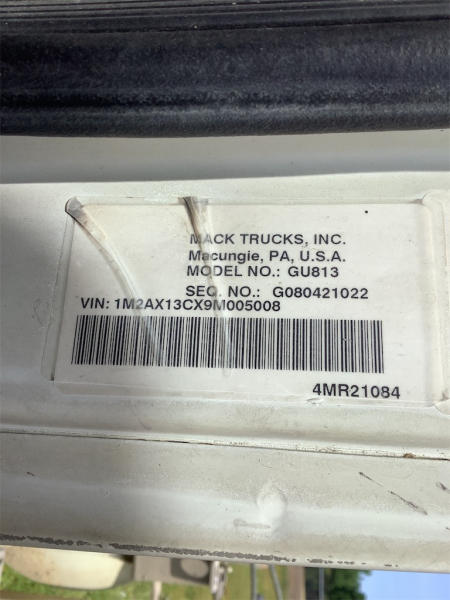 MACK TRUCKS, INC.
Macungie, PA, U.S.A.
MODEL NO.: GU813
SEQ. NO.: G080421022
VIN: 1M2AX13CX9M005008
4MR21084